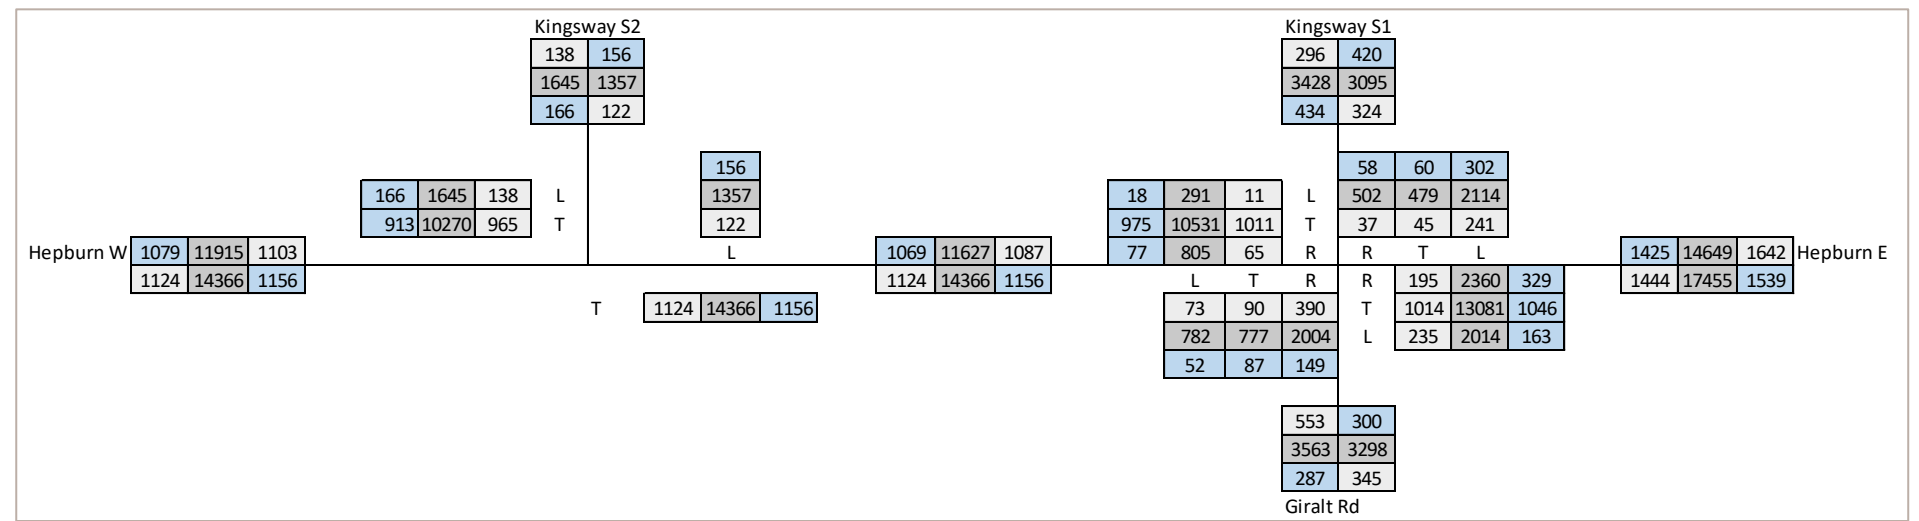 Kingsway S2 Kingsway S1
138 156 296 420
1645 1357 3428 3095
166 122 434 324
156 58 60 302
166 1645 138 L 1357 18 291 11 L 502 479 2114
913 10270 965 T 122 975 10531 1011 T 37 45 241
Hepburn W 1079 11915 1103 L 1069 11627 1087 77 805 65 R R T L 1425 14649 1642 Hepburn E
1124 14366 1156 1124 14366 1156 L T R R 195 2360 329 1444 17455 1539
T 1124 14366 1156 73 90 390 T 1014 13081 1046
782 777 2004 L 235 2014 163
52 87 149
553 300
3563 3298
287 345
Giralt Rd